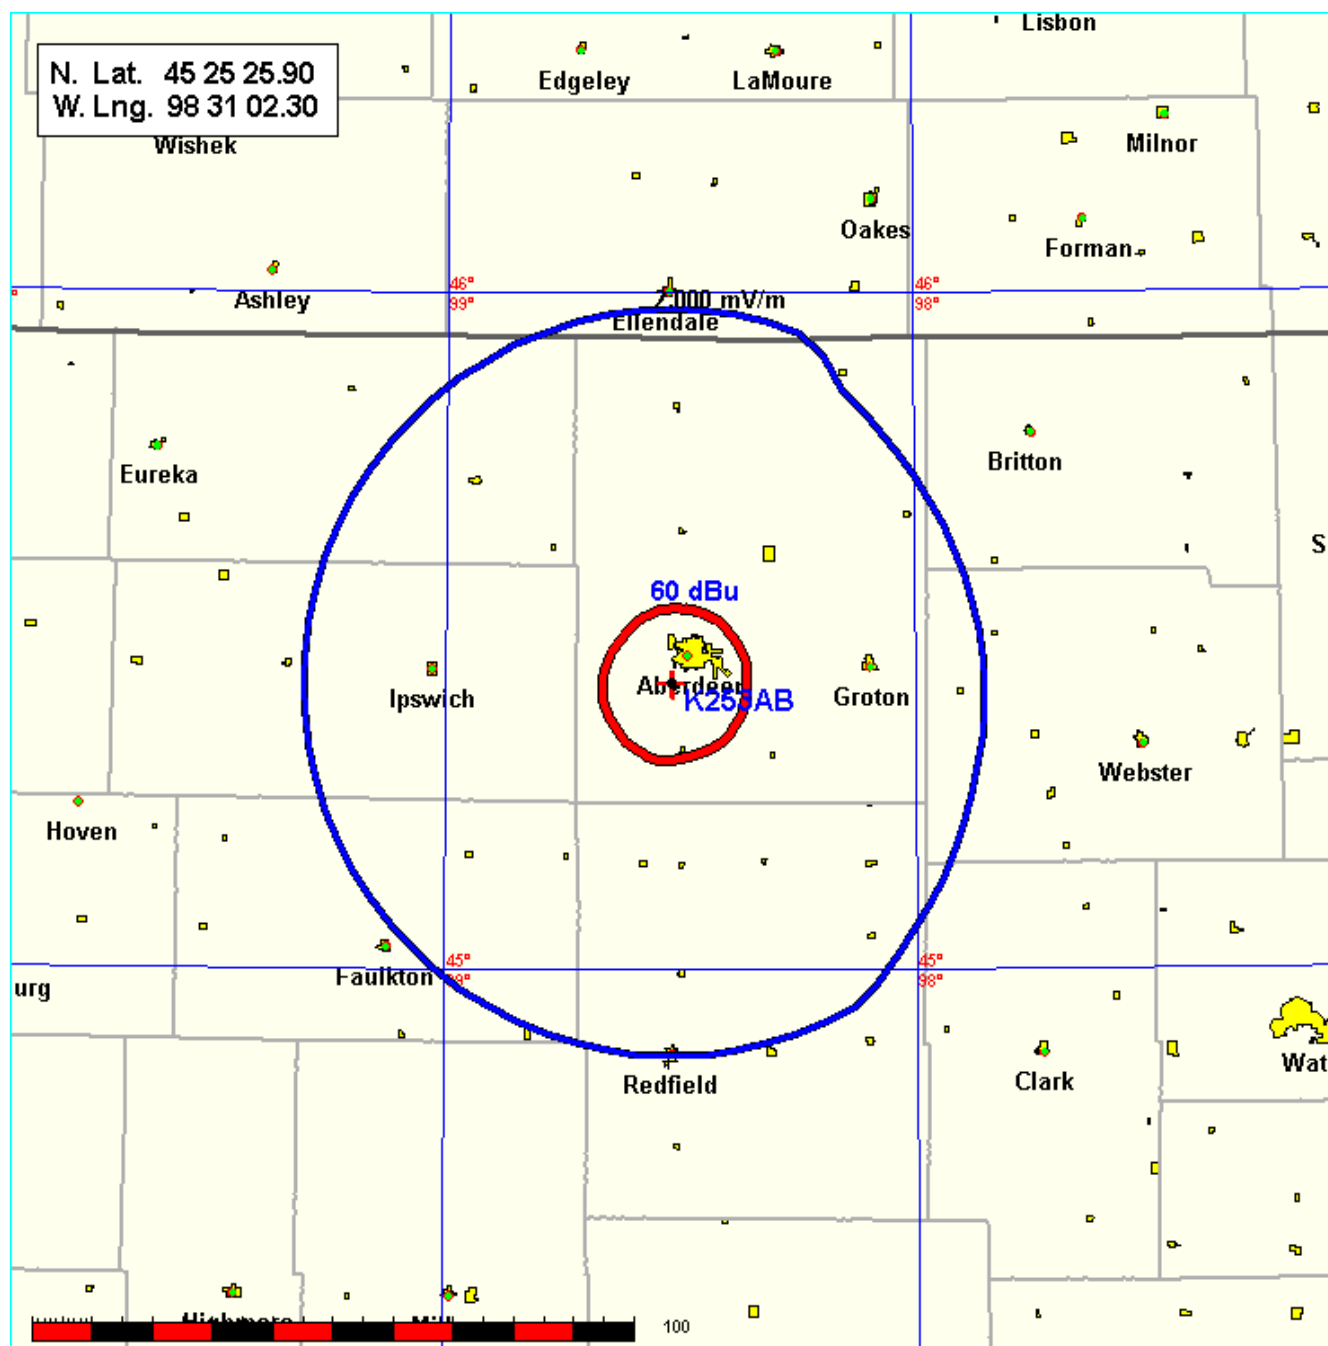 Lisbon
N. Lat. 45 25 25.90
W. Lng. 98 31 02.30
Edgeley
LaMoure
Wishek
Milnor
Oakes
Forman
Ashley
46°
99°
46°
98°
2.000 mV/m
Ellendale
Eureka
Britton
S
60 dBu
Ipswich
Aberdeen
K253AB
Groton
Webster
Hoven
Faulkton
45°
99°
45°
98°
urg
Redfield
Clark
Wat
Highmore
100